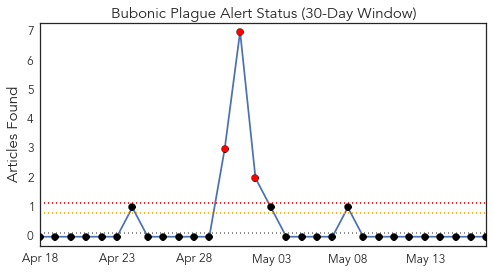 Bubonic Plague Alert Status (30-Day Window)
Articles Found
7
6
5
4
3
2
1
0
Apr 18 Apr 23 Apr 28 May 03 May 08 May 13